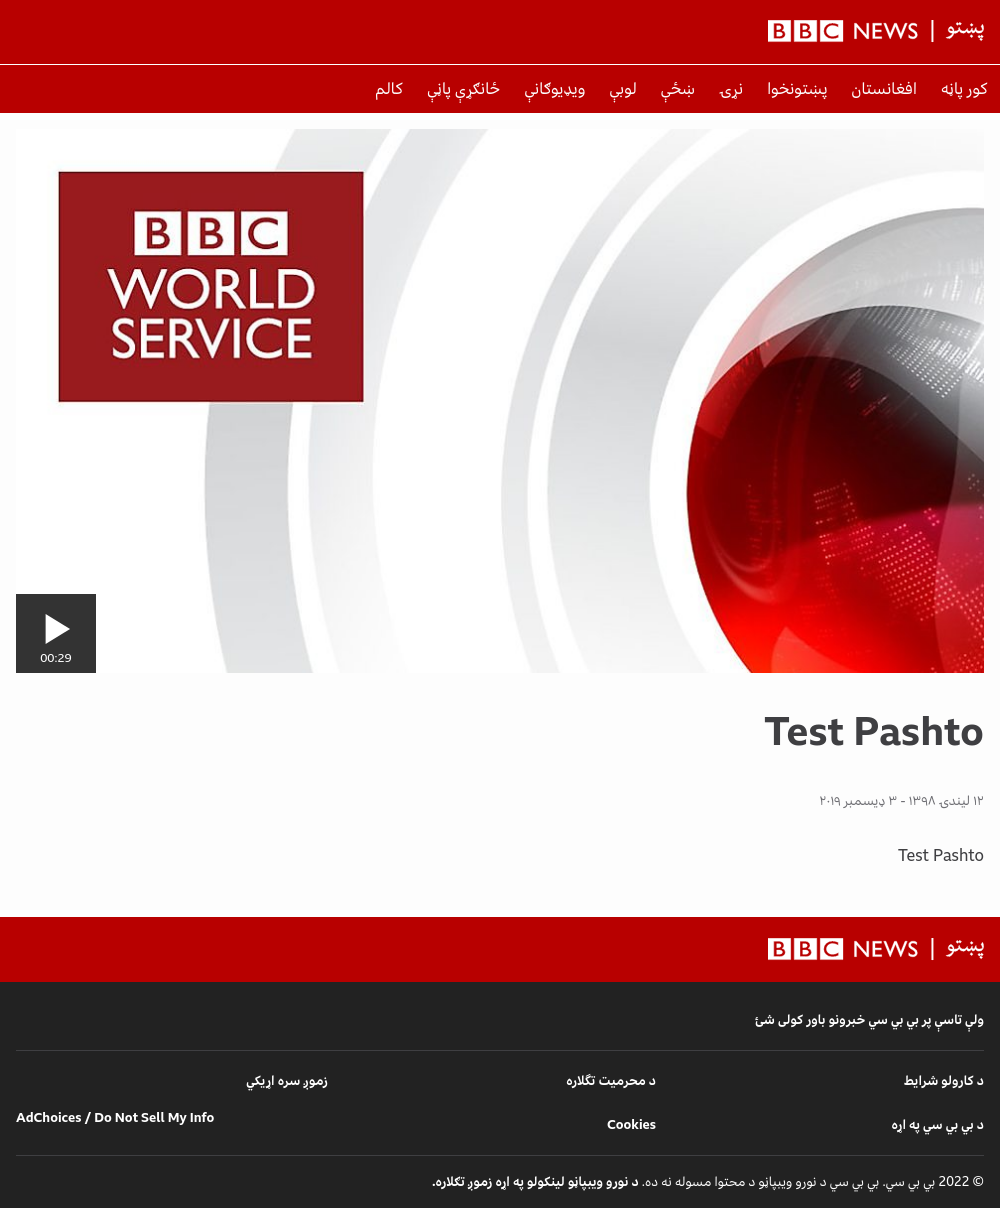 BBC NEWS | پښتو
کور پاڼه افغانستان پښتونخوا نړۍ ښځې لوبې ویډیوګانې ځانګړې پاڼې کالم
BBC
WORLD
SERVICE
00:29
Test Pashto
۱۲ لیندۍ ۱۳۹۸ - ۳ ډیسمبر ۲۰۱۹
Test Pashto
BBC NEWS | پښتو
ولې تاسې پر بي بي سي خبرونو باور کولی شئ
د کارولو شرایط
د محرمیت تګلاره
زموږ سره اړیکې
د بي بي سي په اړه
Cookies
AdChoices / Do Not Sell My Info
© 2022 بي بي سي. بي بي سي د نورو ویبپاڼو د محتوا مسوله نه ده. د نورو ویبپاڼو لینکولو په اړه زموږ تګلاره.